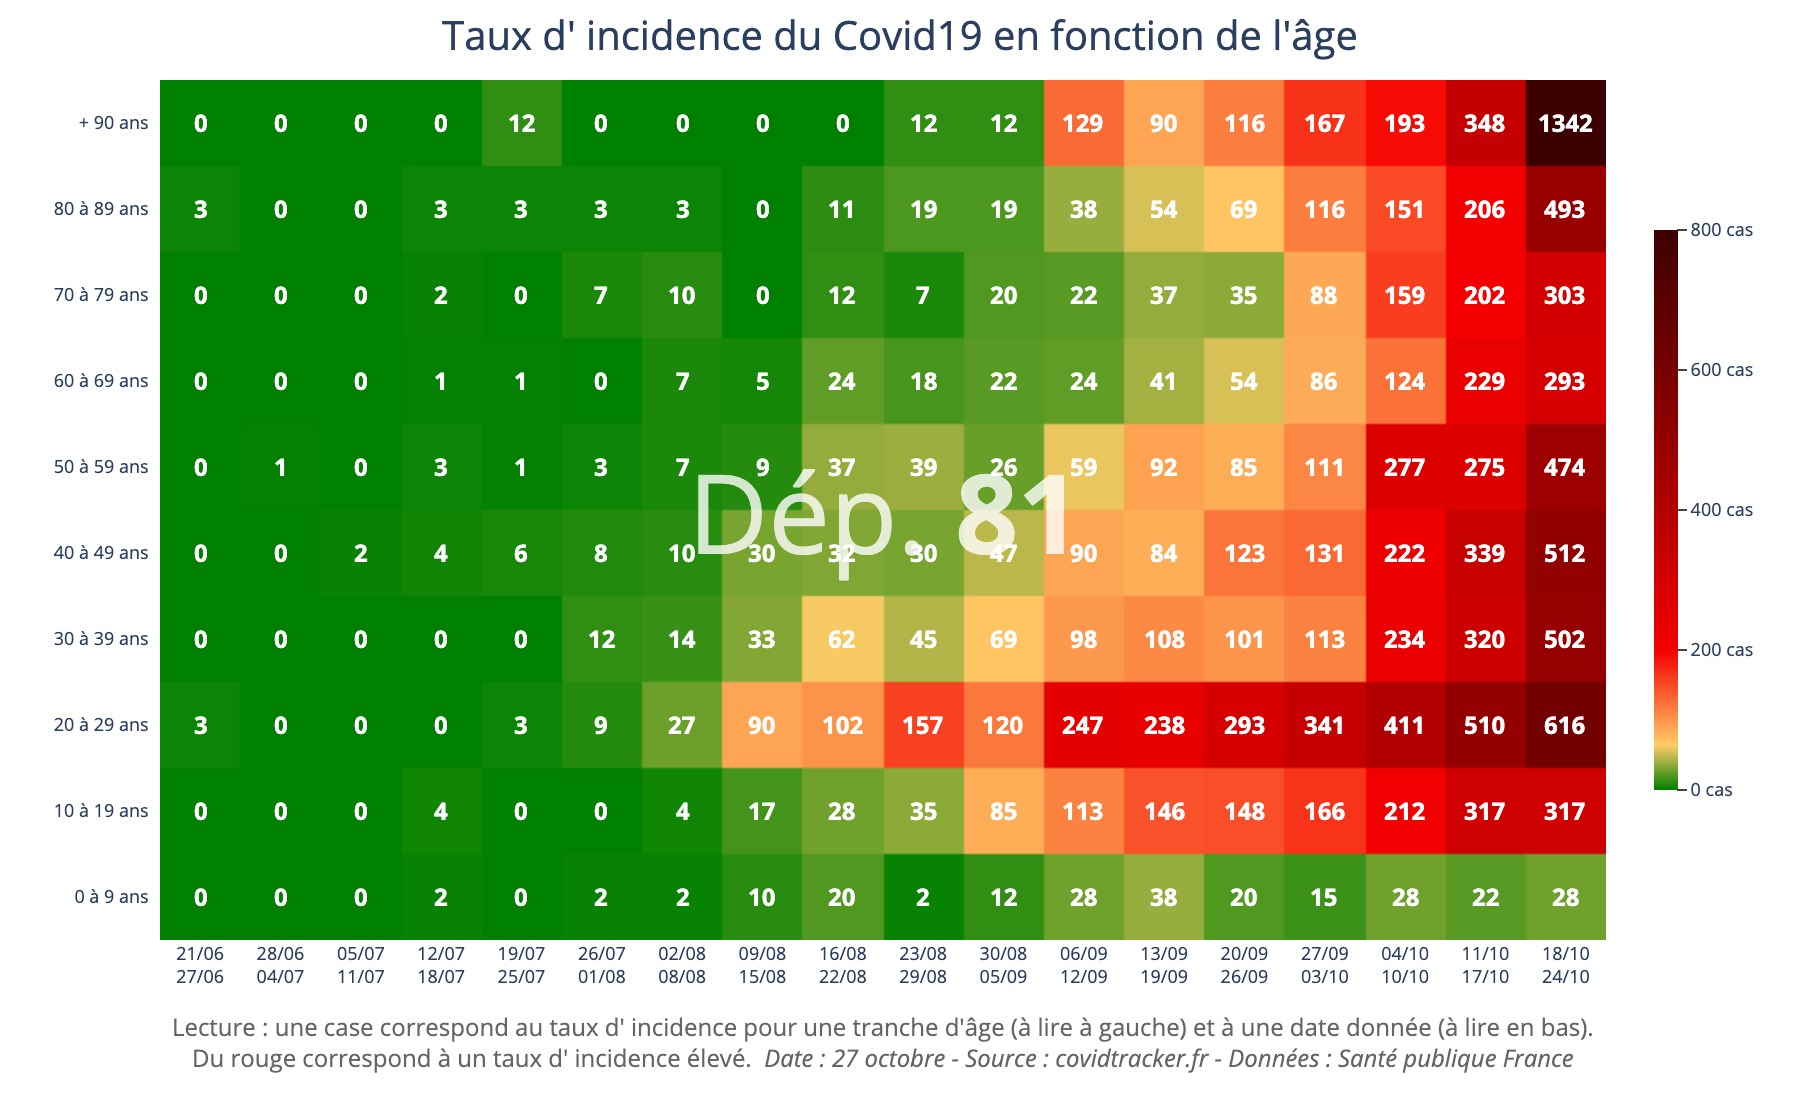 Taux d' incidence du Covid19 en fonction de l'âge
+ 90 ans 0 0 0 0 12 0 0 0 0 12 12 129 90 116 167 193 348 1342
80 à 89 ans 3 0 0 3 3 3 3 0 11 19 19 38 54 69 116 151 206 493
70 à 79 ans 0 0 0 2 0 7 10 0 12 7 20 22 37 35 88 159 202 303
60 à 69 ans 0 0 0 1 1 0 7 5 24 18 22 24 41 54 86 124 229 293
50 à 59 ans 0 1 0 3 1 3 7 9 37 39 26 59 92 85 111 277 275 474
Dép. 81
40 à 49 ans 0 0 2 4 6 8 10 30 32 30 47 90 84 123 131 222 339 512
30 à 39 ans 0 0 0 0 0 12 14 33 62 45 69 98 108 101 113 234 320 502
20 à 29 ans 3 0 0 0 3 9 27 90 102 157 120 247 238 293 341 411 510 616
10 à 19 ans 0 0 0 4 0 0 4 17 28 35 85 113 146 148 166 212 317 317
0 à 9 ans 0 0 0 2 0 2 2 10 20 2 12 28 38 20 15 28 22 28
21/06 28/06 05/07 12/07 19/07 26/07 02/08 09/08 16/08 23/08 30/08 06/09 13/09 20/09 27/09 04/10 11/10 18/10
27/06 04/07 11/07 18/07 25/07 01/08 08/08 15/08 22/08 29/08 05/09 12/09 19/09 26/09 03/10 10/10 17/10 24/10
800 cas
600 cas
400 cas
200 cas
0 cas
Lecture : une case correspond au taux d' incidence pour une tranche d'âge (à lire à gauche) et à une date donnée (à lire en bas).
Du rouge correspond à un taux d' incidence élevé. Date : 27 octobre - Source : covidtracker.fr - Données : Santé publique France